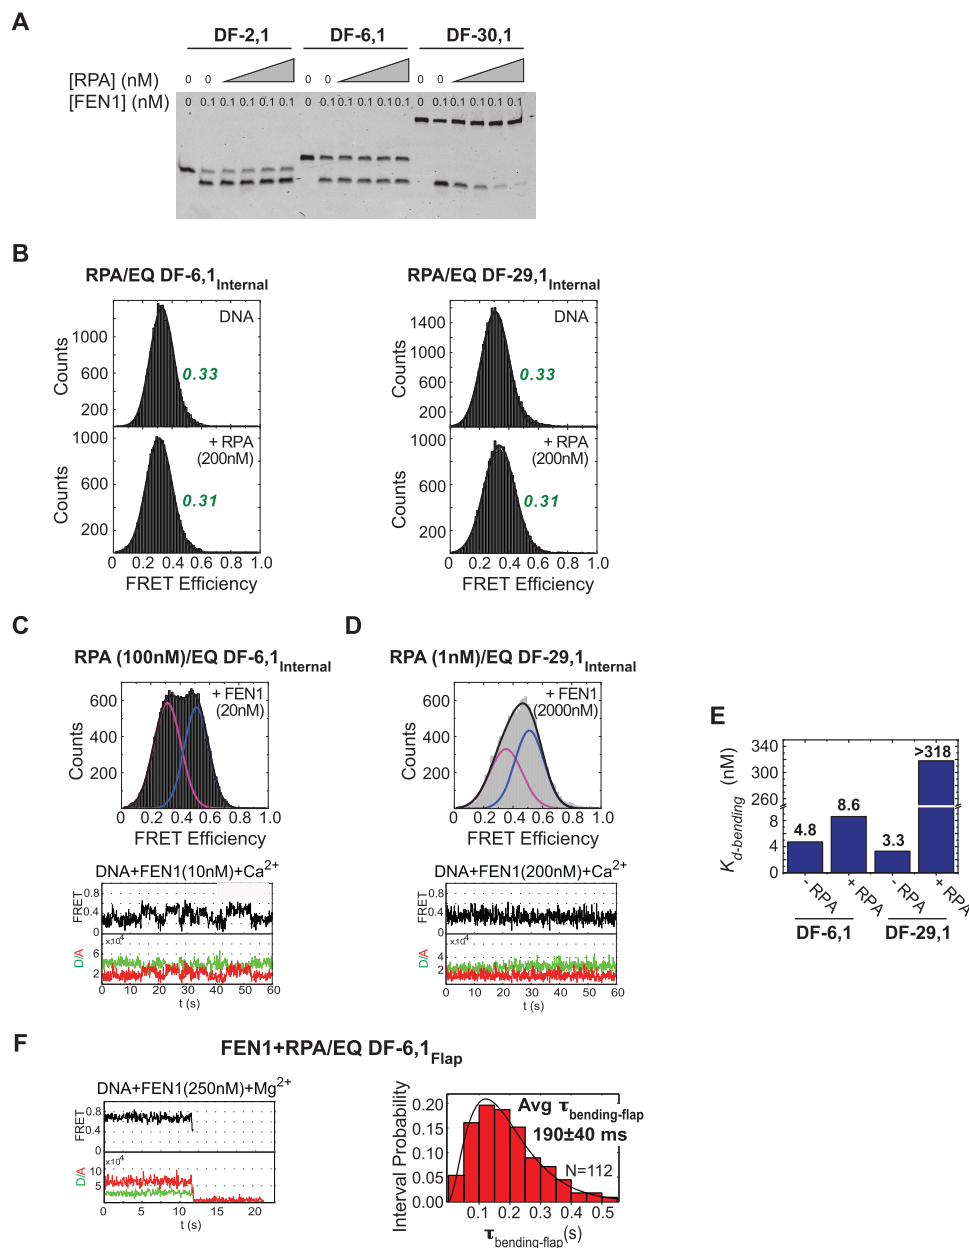 A
DF-2,1 DF-6,1 DF-30,1
[RPA] (nM) 0 0 0 0 0 0
[FEN1] (nM) 0 0.1 0.1 0.1 0.1 0.1 0 0.1 0.1 0.1 0.1 0.1 0 0.1 0.1 0.1 0.1 0.1
B
RPA/EQ DF-6,1Internal
RPA/EQ DF-29,1Internal
DNA
1000
600
200
Counts
0.33
+ RPA
(200nM)
1000
600
200
Counts
0.31
0 0.2 0.4 0.6 0.8 1.0
FRET Efficiency
DNA
1400
1000
600
200
Counts
0.33
+ RPA
(200nM)
1000
600
200
Counts
0.31
0 0.2 0.4 0.6 0.8 1.0
FRET Efficiency
C
RPA (100nM)/EQ DF-6,1Internal
+ FEN1
(20nM)
600
400
200
Counts
0 0.2 0.4 0.6 0.8 1.0
FRET Efficiency
DNA+FEN1(10nM)+Ca2+
FRET
0.8
0.4
0
×10⁴
D/A
6
4
2
0 10 20 30 40 50 60
t (s)
D
RPA (1nM)/EQ DF-29,1Internal
+ FEN1
(2000nM)
600
400
200
Counts
0 0.2 0.4 0.6 0.8 1.0
FRET Efficiency
DNA+FEN1(200nM)+Ca2+
FRET
0.8
0.4
0
×10⁴
D/A
4
2
0 10 20 30 40 50 60
t (s)
E
Kd-bending (nM)
340
300
260
8
4
0
4.8
8.6
3.3
>318
- RPA
+ RPA
- RPA
+ RPA
DF-6,1 DF-29,1
F
FEN1+RPA/EQ DF-6,1Flap
DNA+FEN1(250nM)+Mg2+
FRET
0.8
0.4
0
×10⁴
D/A
10
5
0 5 10 15 20
t (s)
Interval Probability
0.20
0.15
0.10
0.05
0.00
Avg τbending-flap
190±40 ms
N=112
0 0.1 0.2 0.3 0.4 0.5
τbending-flap(s)